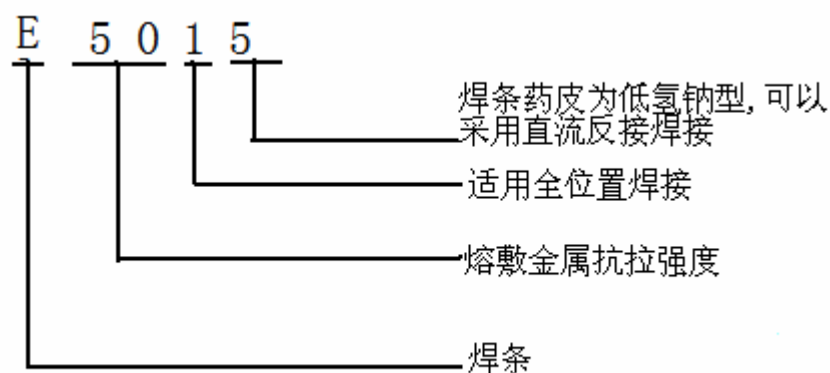 E 50 1 5
焊条药皮为低氢钠型,可以
采用直流反接焊接
适用全位置焊接
熔敷金属抗拉强度
焊条